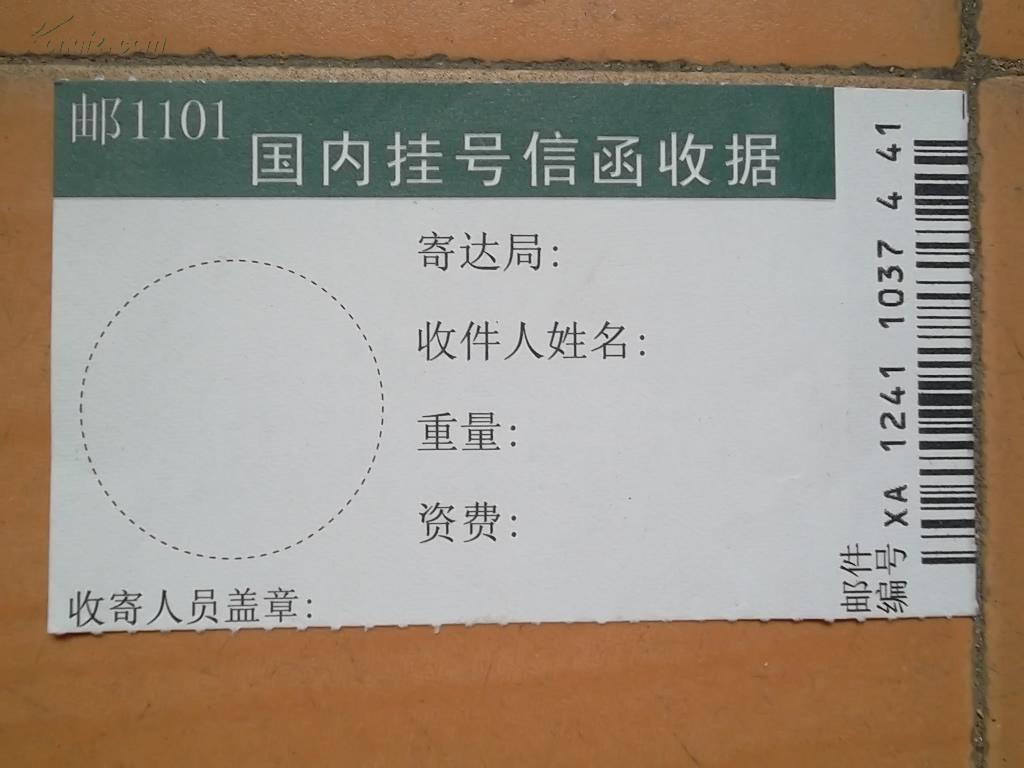 邮1101
国内挂号信函收据
寄达局:
收件人姓名:
重量:
资费:
收寄人员盖章:
邮件
编号 XA 1241 1037 4 41